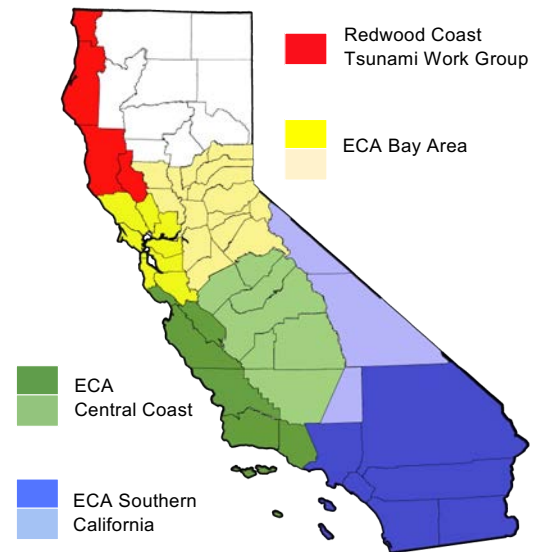 Redwood Coast
Tsunami Work Group
ECA Bay Area
ECA
Central Coast
ECA Southern
California